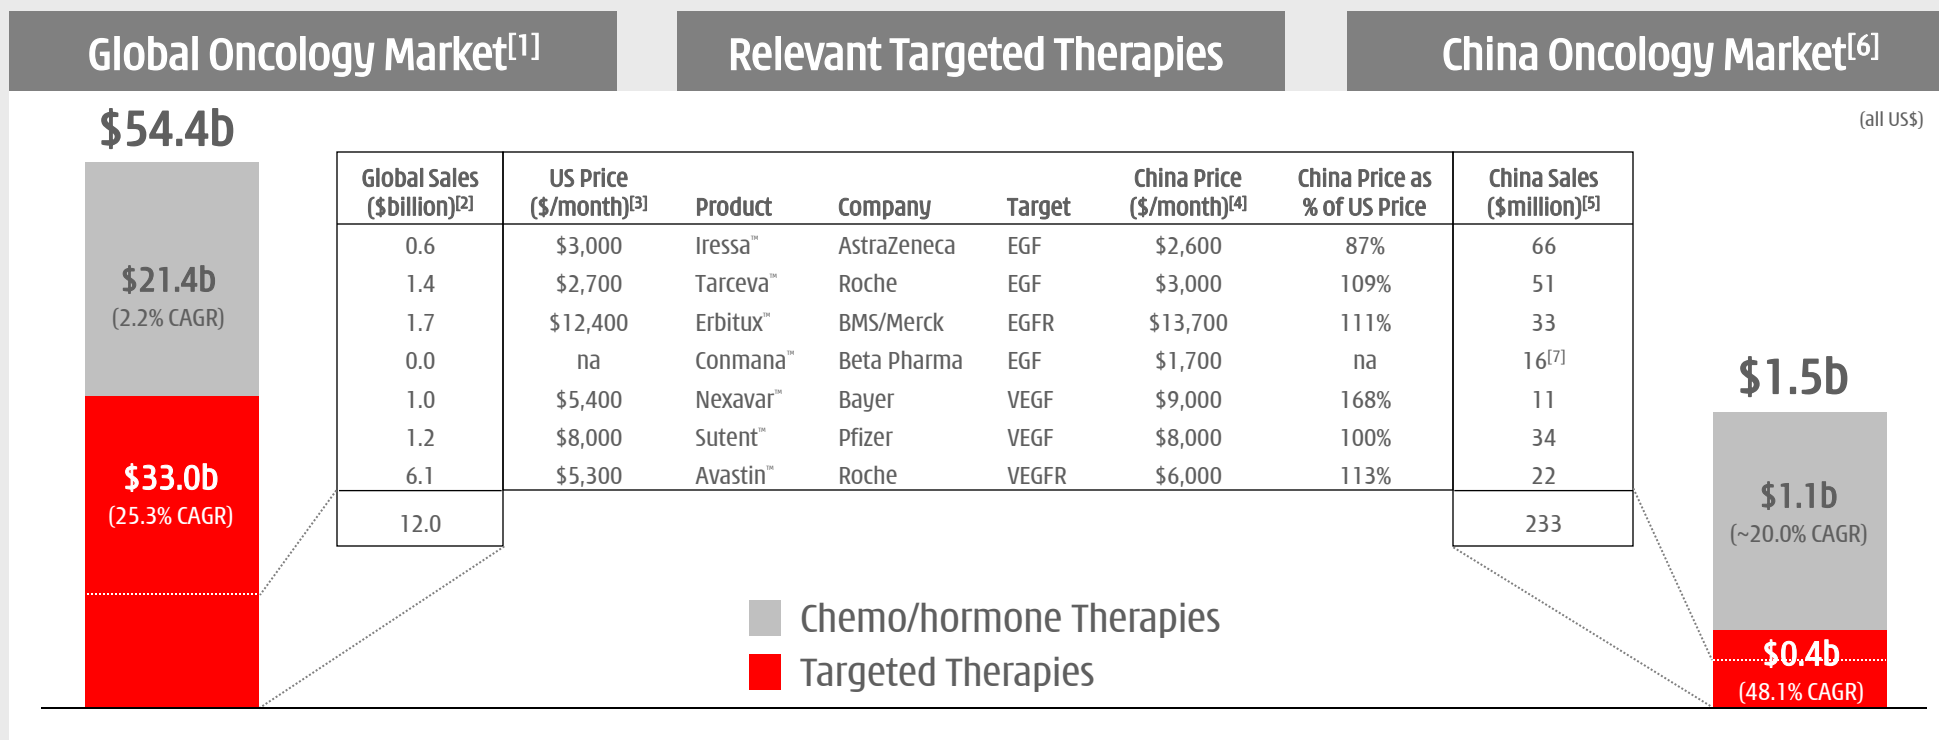 Global Oncology Market[1]
Relevant Targeted Therapies
China Oncology Market[6]
(all US$)
$54.4b
$21.4b
(2.2% CAGR)
$33.0b
(25.3% CAGR)
Global Sales ($billion)[2] US Price ($/month)[3] Product Company Target China Price ($/month)[4] China Price as % of US Price China Sales ($million)[5]
0.6 $3,000 Iressa™ AstraZeneca EGF $2,600 87% 66
1.4 $2,700 Tarceva™ Roche EGF $3,000 109% 51
1.7 $12,400 Erbitux™ BMS/Merck EGFR $13,700 111% 33
0.0 na Conmana™ Beta Pharma EGF $1,700 na 16[7]
1.0 $5,400 Nexavar™ Bayer VEGF $9,000 168% 11
1.2 $8,000 Sutent™ Pfizer VEGF $8,000 100% 34
6.1 $5,300 Avastin™ Roche VEGFR $6,000 113% 22
12.0 233
Chemo/hormone Therapies
Targeted Therapies
$1.5b
$1.1b
(~20.0% CAGR)
$0.4b
(48.1% CAGR)